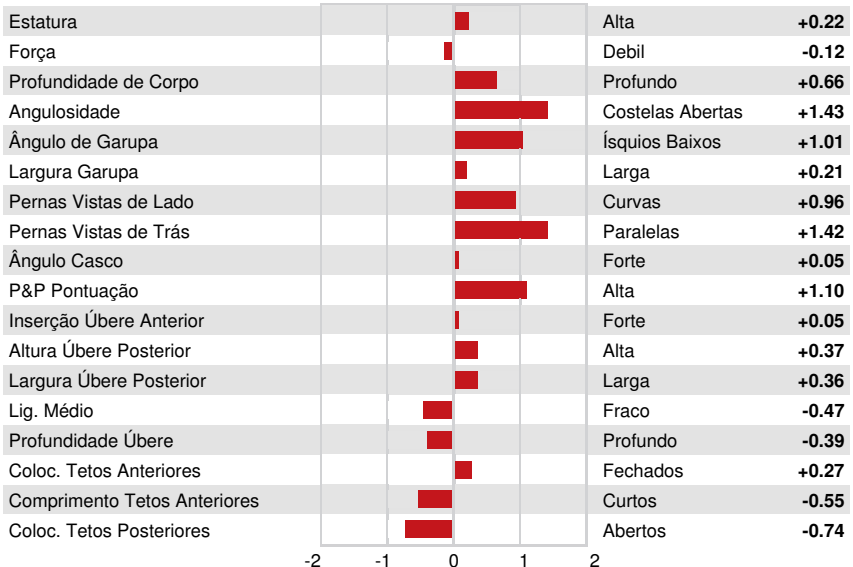 Estatura Alta +0.22
Força Debil -0.12
Profundidade de Corpo Profundo +0.66
Angulosidade Costelas Abertas +1.43
Ângulo de Garupa Ísquios Baixos +1.01
Largura Garupa Larga +0.21
Pernas Vistas de Lado Curvas +0.96
Pernas Vistas de Trás Paralelas +1.42
Ângulo Casco Forte +0.05
P&P Pontuação Alta +1.10
Inserção Úbere Anterior Forte +0.05
Altura Úbere Posterior Alta +0.37
Largura Úbere Posterior Larga +0.36
Lig. Médio Fraco -0.47
Profundidade Úbere Profundo -0.39
Coloc. Tetos Anteriores Fechados +0.27
Comprimento Tetos Anteriores Curtos -0.55
Coloc. Tetos Posteriores Abertos -0.74
-2 -1 0 1 2